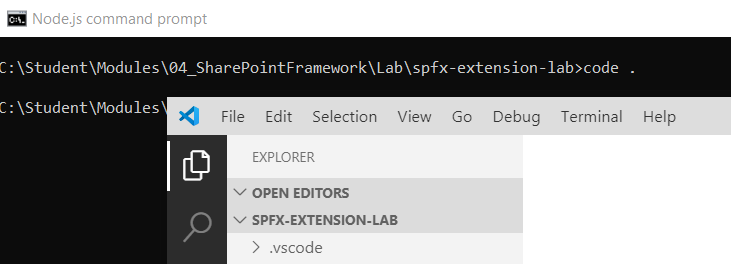 Node.js command prompt
C:\Student\Modules\04_SharePointFramework\Lab\spfx-extension-lab>code .
C:\Student\Modules\
File Edit Selection View Go Debug Terminal Help
EXPLORER
OPEN EDITORS
SPFX-EXTENSION-LAB
.vscode